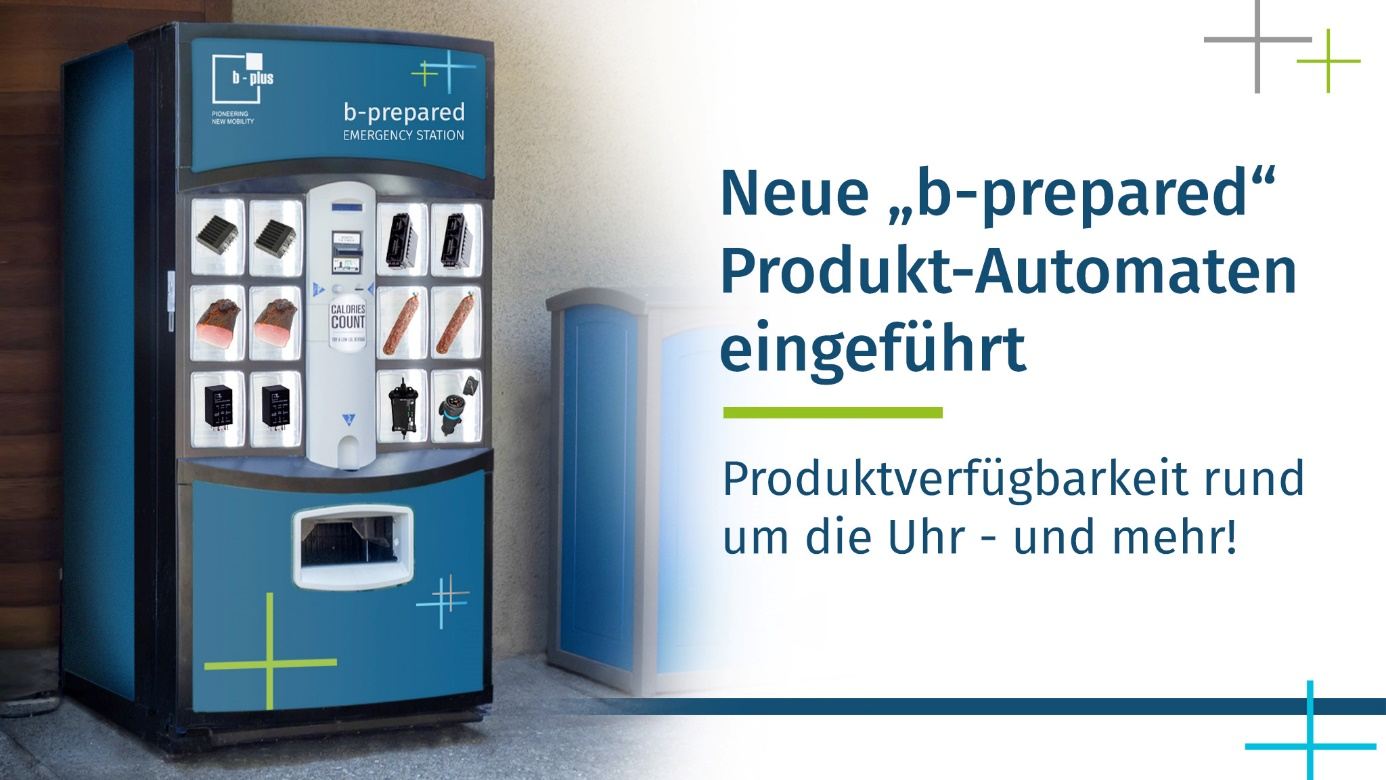 b-plus
PIONEERING
NEW MOBILITY
b-prepared
EMERGENCY STATION
CALORIES
COUNT
Neue „b-prepared“
Produkt-Automaten
eingeführt
Produktverfügbarkeit rund
um die Uhr - und mehr!